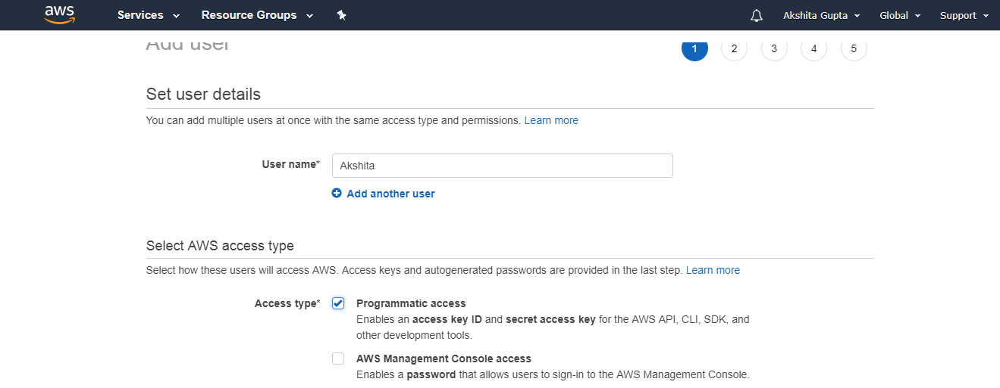 aws Services Resource Groups Akshita Gupta Global Support
Add user 1 2 3 4 5
Set user details
You can add multiple users at once with the same access type and permissions. Learn more
User name* Akshita
Add another user
Select AWS access type
Select how these users will access AWS. Access keys and autogenerated passwords are provided in the last step. Learn more
Access type* Programmatic access
Enables an access key ID and secret access key for the AWS API, CLI, SDK, and
other development tools.
AWS Management Console access
Enables a password that allows users to sign-in to the AWS Management Console.